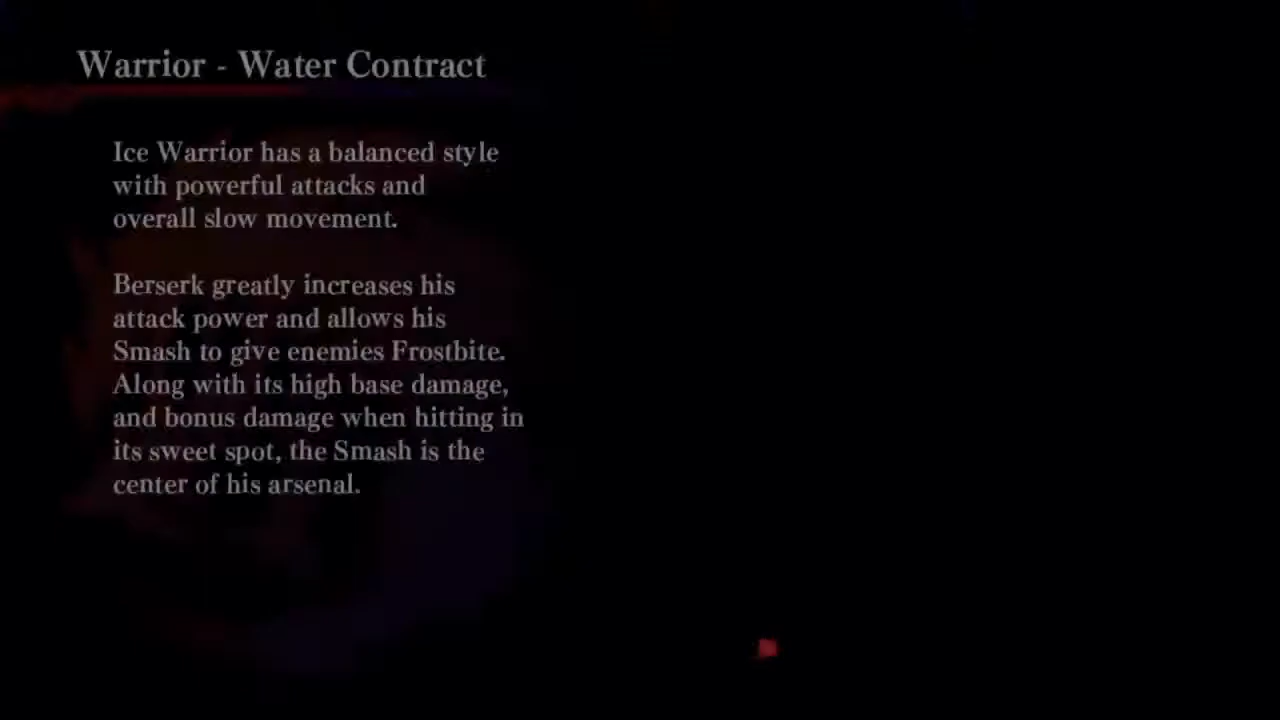 Warrior - Water Contract
Ice Warrior has a balanced style
with powerful attacks and
overall slow movement.
Berserk greatly increases his
attack power and allows his
Smash to give enemies Frostbite.
Along with its high base damage,
and bonus damage when hitting in
its sweet spot, the Smash is the
center of his arsenal.